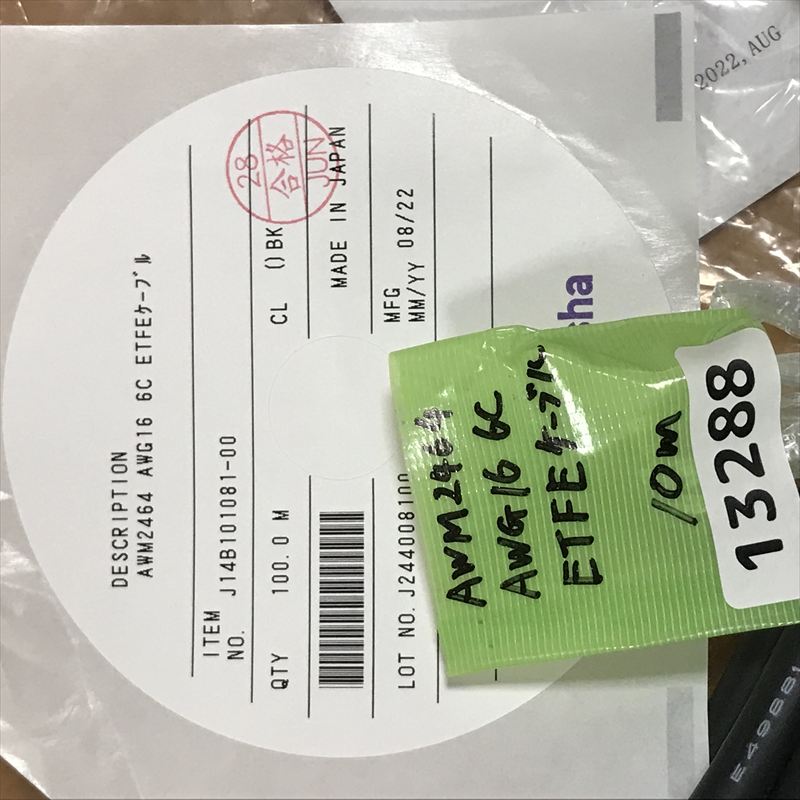 DESCRIPTION
AWM2464 AWG16 6C ETFEケーブル
ITEM NO. J14B101081-00
QTY 100.0 M CL ()BK
MADE IN JAPAN
LOT NO. J244008100
MFG
MM/YY 08/22
28
合格
JUN
sha
2022, AUG
AWM2464
AWG16 6C
ETFEケーブル
10m
13288
E49881